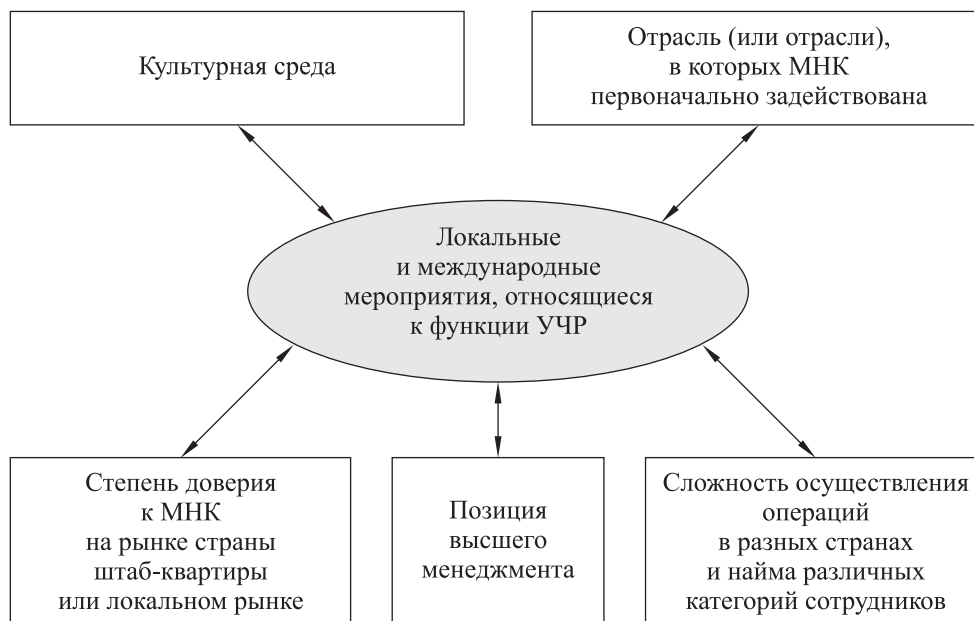 Культурная среда
Отрасль (или отрасли),
в которых МНК
первоначально задействована
Локальные
и международные
мероприятия, относящиеся
к функции УЧР
Степень доверия
к МНК
на рынке страны
штаб-квартиры
или локальном рынке
Позиция
высшего
менеджмента
Сложность осуществления
операций
в разных странах
и найма различных
категорий сотрудников